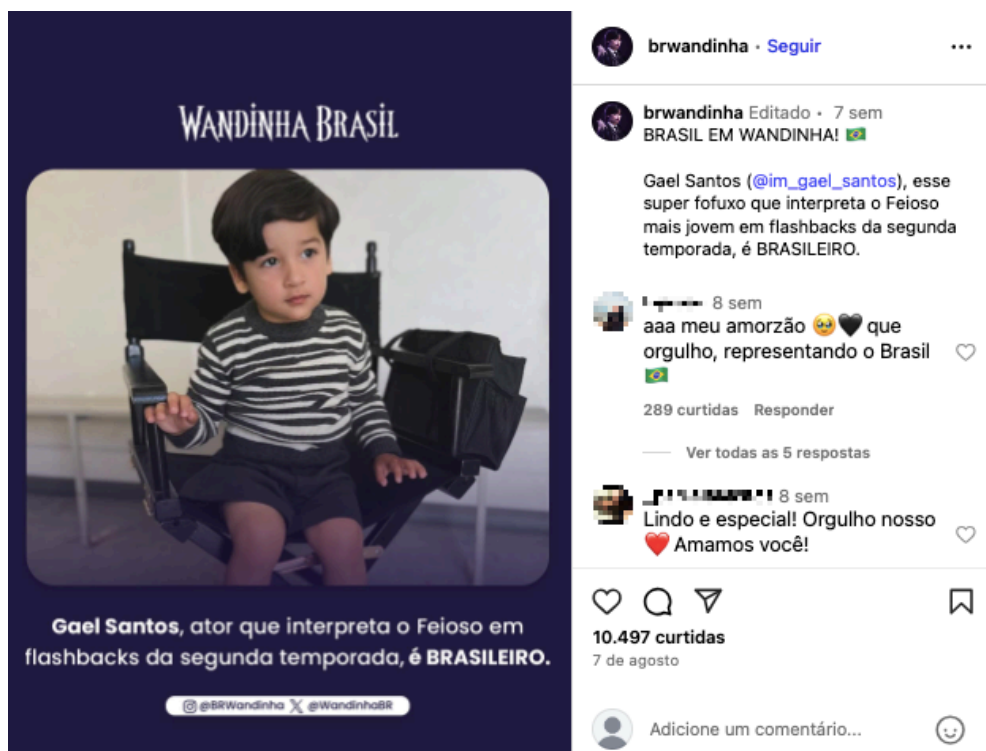 WANDINHA BRASIL
Gael Santos, ator que interpreta o Feioso em
flashbacks da segunda temporada, é BRASILEIRO.
@BRWandinha @WandinhaBR
brwandinha · Seguir
brwandinha Editado · 7 sem
BRASIL EM WANDINHA! 🇧🇷
Gael Santos (@im_gael_santos), esse
super fofuxo que interpreta o Feioso
mais jovem em flashbacks da segunda
temporada, é BRASILEIRO.
8 sem
aaa meu amorzão 🥹🖤 que
orgulho, representando o Brasil
🇧🇷
289 curtidas Responder
Ver todas as 5 respostas
8 sem
Lindo e especial! Orgulho nosso
❤️ Amamos você!
10.497 curtidas
7 de agosto
Adicione um comentário...